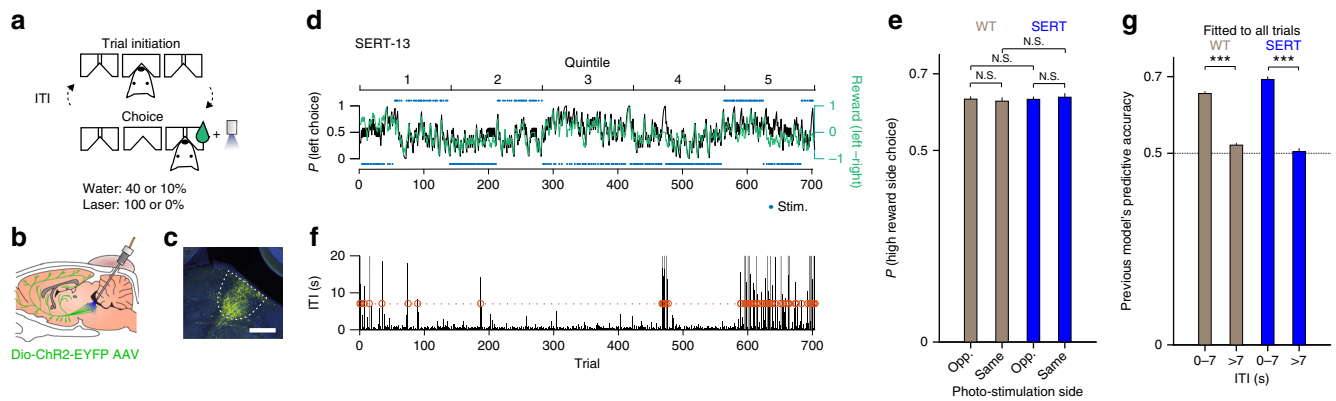 a
Trial initiation
ITI
Choice
+
Water: 40 or 10%
Laser: 100 or 0%
b
Dio-ChR2-EYFP AAV
c
d
SERT-13
Quintile
1 2 3 4 5
P (left choice)
1
0.5
0
Reward (left –right)
1
0
–1
0 100 200 300 400 500 600 700
Stim.
f
ITI (s)
20
10
0
0 100 200 300 400 500 600 700
Trial
e
WT SERT
N.S.
N.S.
N.S. N.S.
P (high reward side choice)
0.7
0.5
0
Opp. Same Opp. Same
Photo-stimulation side
g
Fitted to all trials
WT SERT
*** ***
Previous model's predictive accuracy
0.7
0.5
0
0–7 >7 0–7 >7
ITI (s)